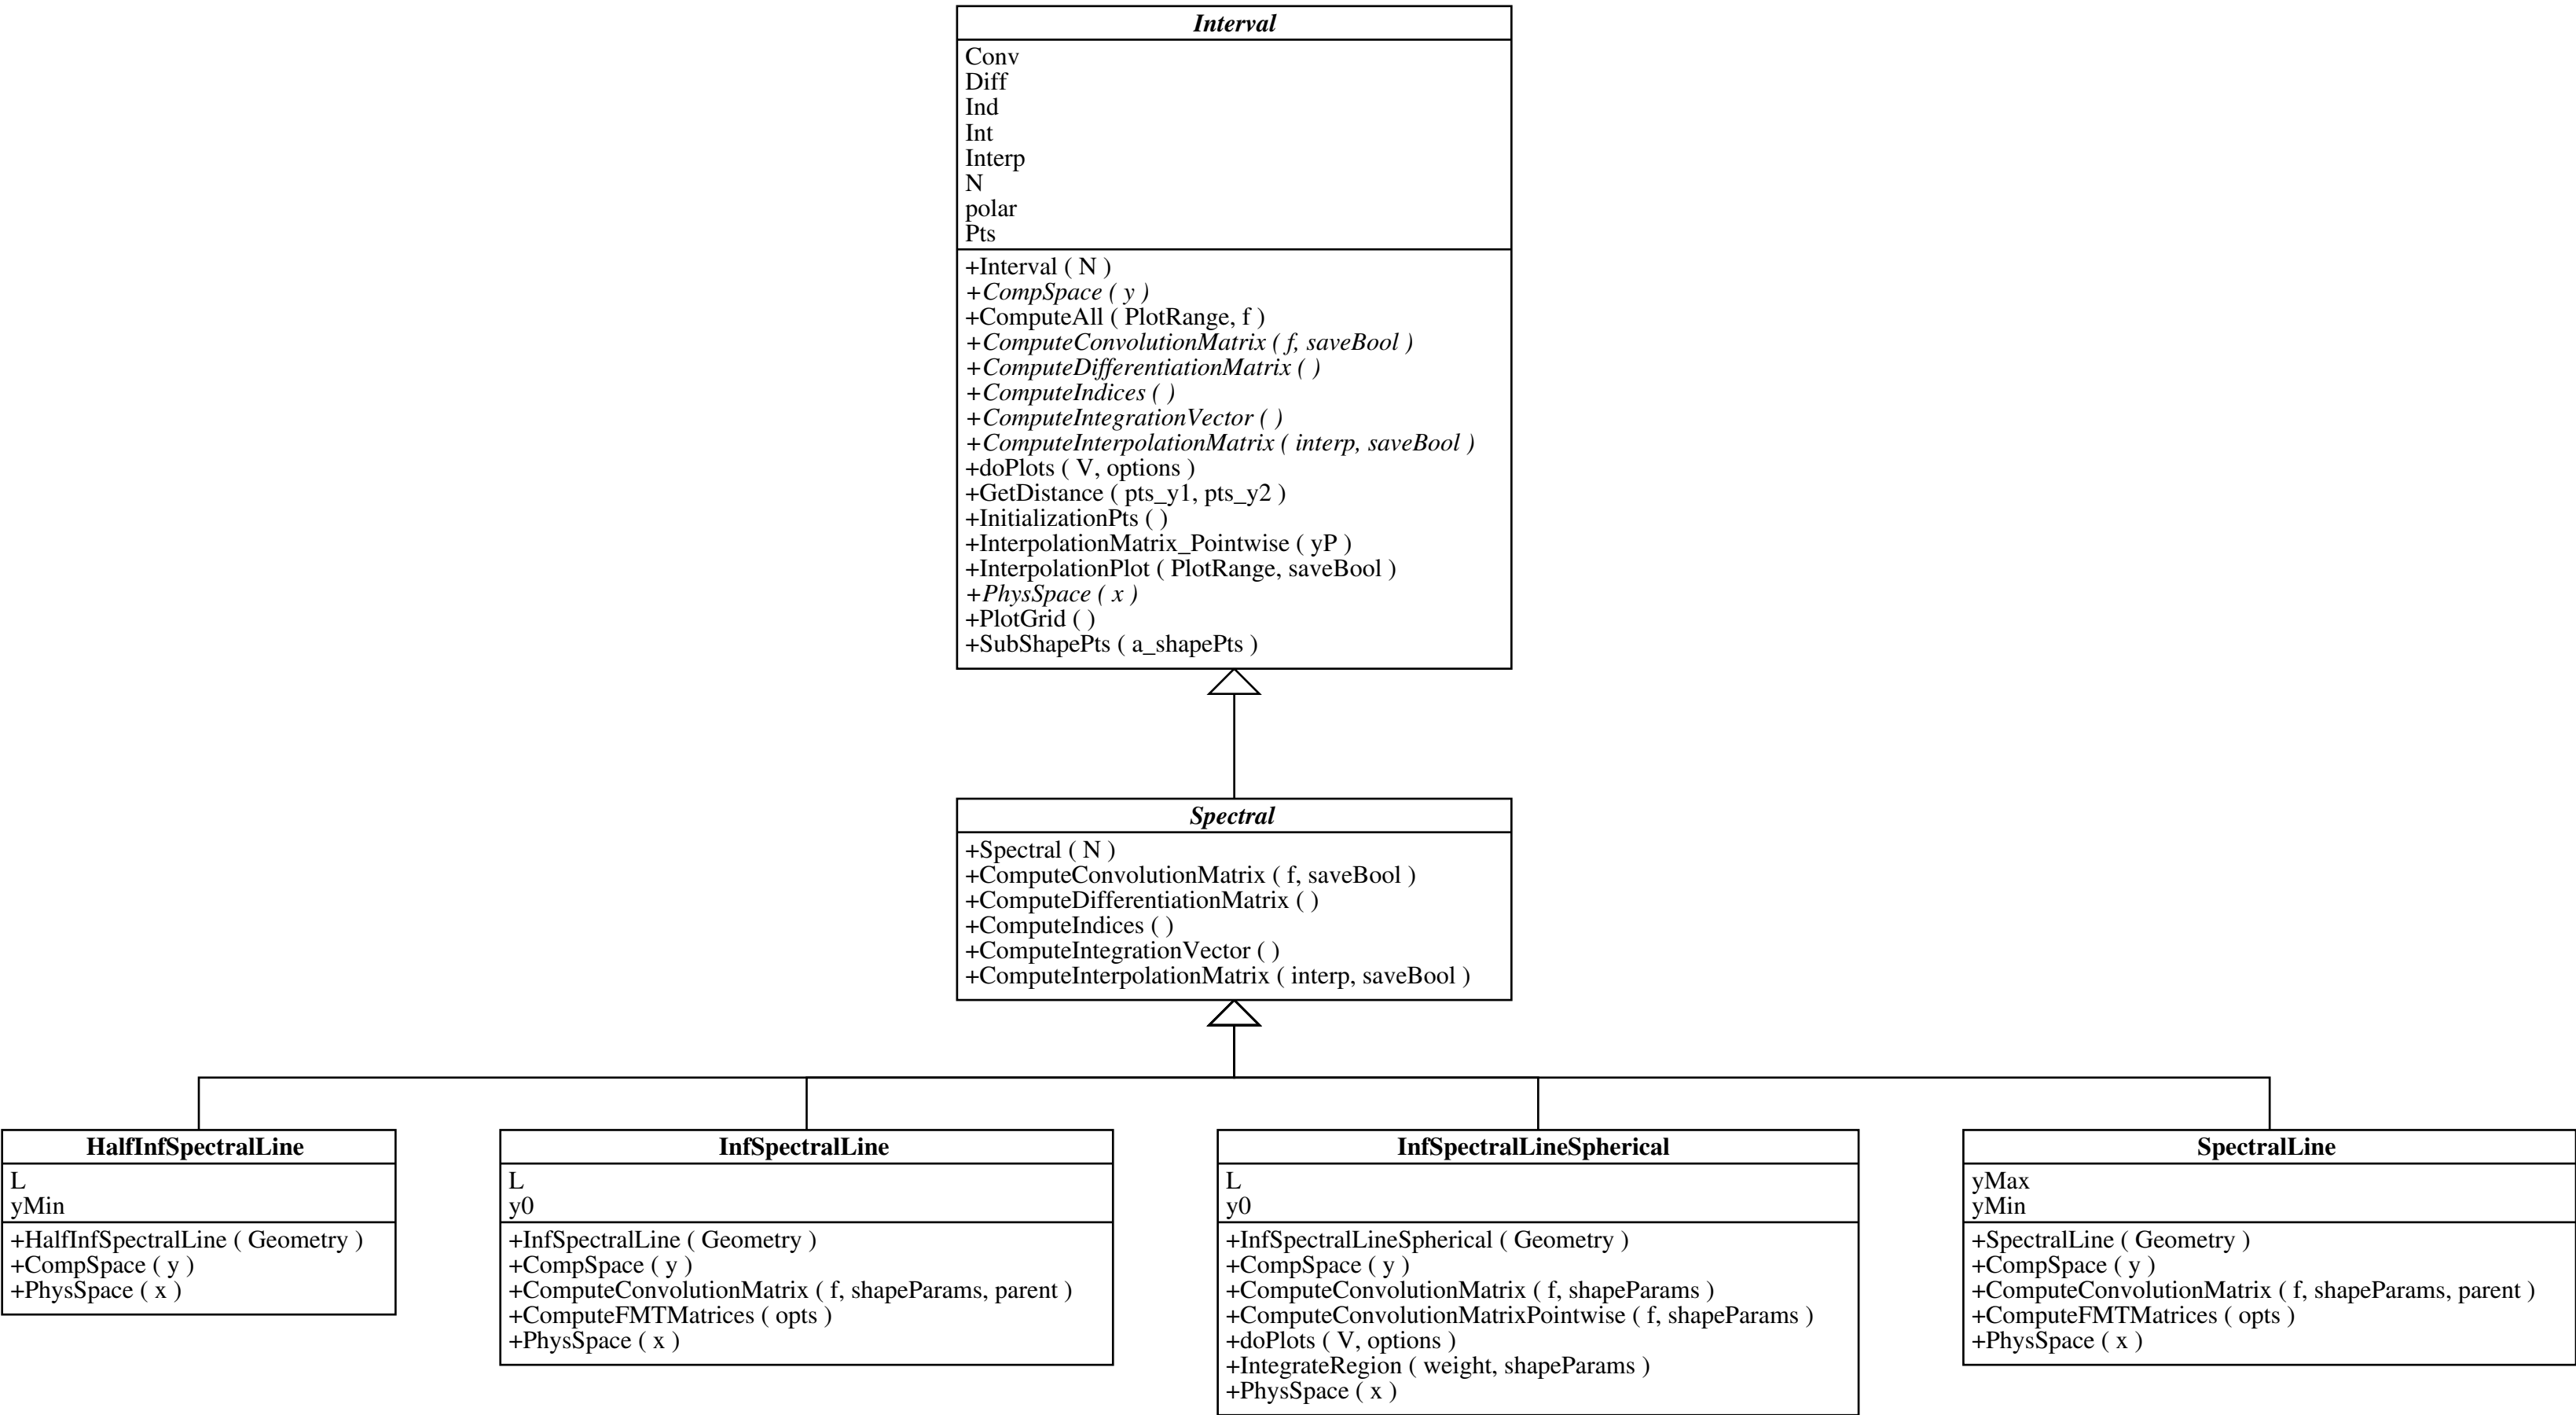 Interval
Conv
Diff
Ind
Int
Interp
N
polar
Pts
+Interval ( N )
+CompSpace ( y )
+ComputeAll ( PlotRange, f )
+ComputeConvolutionMatrix ( f, saveBool )
+ComputeDifferentiationMatrix ( )
+ComputeIndices ( )
+ComputeIntegrationVector ( )
+ComputeInterpolationMatrix ( interp, saveBool )
+doPlots ( V, options )
+GetDistance ( pts_y1, pts_y2 )
+InitializationPts ( )
+InterpolationMatrix_Pointwise ( yP )
+InterpolationPlot ( PlotRange, saveBool )
+PhysSpace ( x )
+PlotGrid ( )
+SubShapePts ( a_shapePts )
Spectral
+Spectral ( N )
+ComputeConvolutionMatrix ( f, saveBool )
+ComputeDifferentiationMatrix ( )
+ComputeIndices ( )
+ComputeIntegrationVector ( )
+ComputeInterpolationMatrix ( interp, saveBool )
HalfInfSpectralLine
L
yMin
+HalfInfSpectralLine ( Geometry )
+CompSpace ( y )
+PhysSpace ( x )
InfSpectralLine
L
y0
+InfSpectralLine ( Geometry )
+CompSpace ( y )
+ComputeConvolutionMatrix ( f, shapeParams, parent )
+ComputeFMTMatrices ( opts )
+PhysSpace ( x )
InfSpectralLineSpherical
L
y0
+InfSpectralLineSpherical ( Geometry )
+CompSpace ( y )
+ComputeConvolutionMatrix ( f, shapeParams )
+ComputeConvolutionMatrixPointwise ( f, shapeParams )
+doPlots ( V, options )
+IntegrateRegion ( weight, shapeParams )
+PhysSpace ( x )
SpectralLine
yMax
yMin
+SpectralLine ( Geometry )
+CompSpace ( y )
+ComputeConvolutionMatrix ( f, shapeParams, parent )
+ComputeFMTMatrices ( opts )
+PhysSpace ( x )